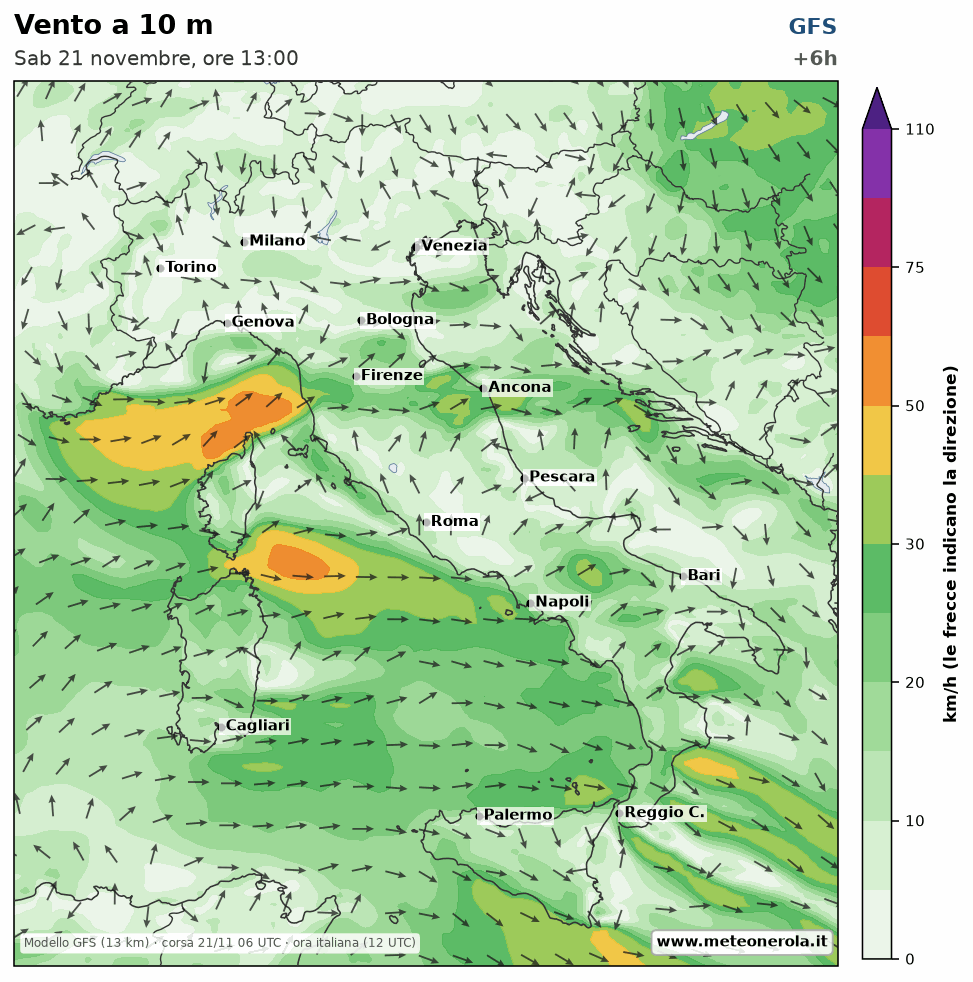 Vento a 10 m
GFS
Sab 21 novembre, ore 13:00
+6h
110
75
50
30
20
10
0
km/h (le frecce indicano la direzione)
Milano
Venezia
Torino
Genova
Bologna
Firenze
Ancona
Pescara
Roma
Bari
Napoli
Cagliari
Palermo
Reggio C.
Modello GFS (13 km) · corsa 21/11 06 UTC · ora italiana (12 UTC)
www.meteonerola.it